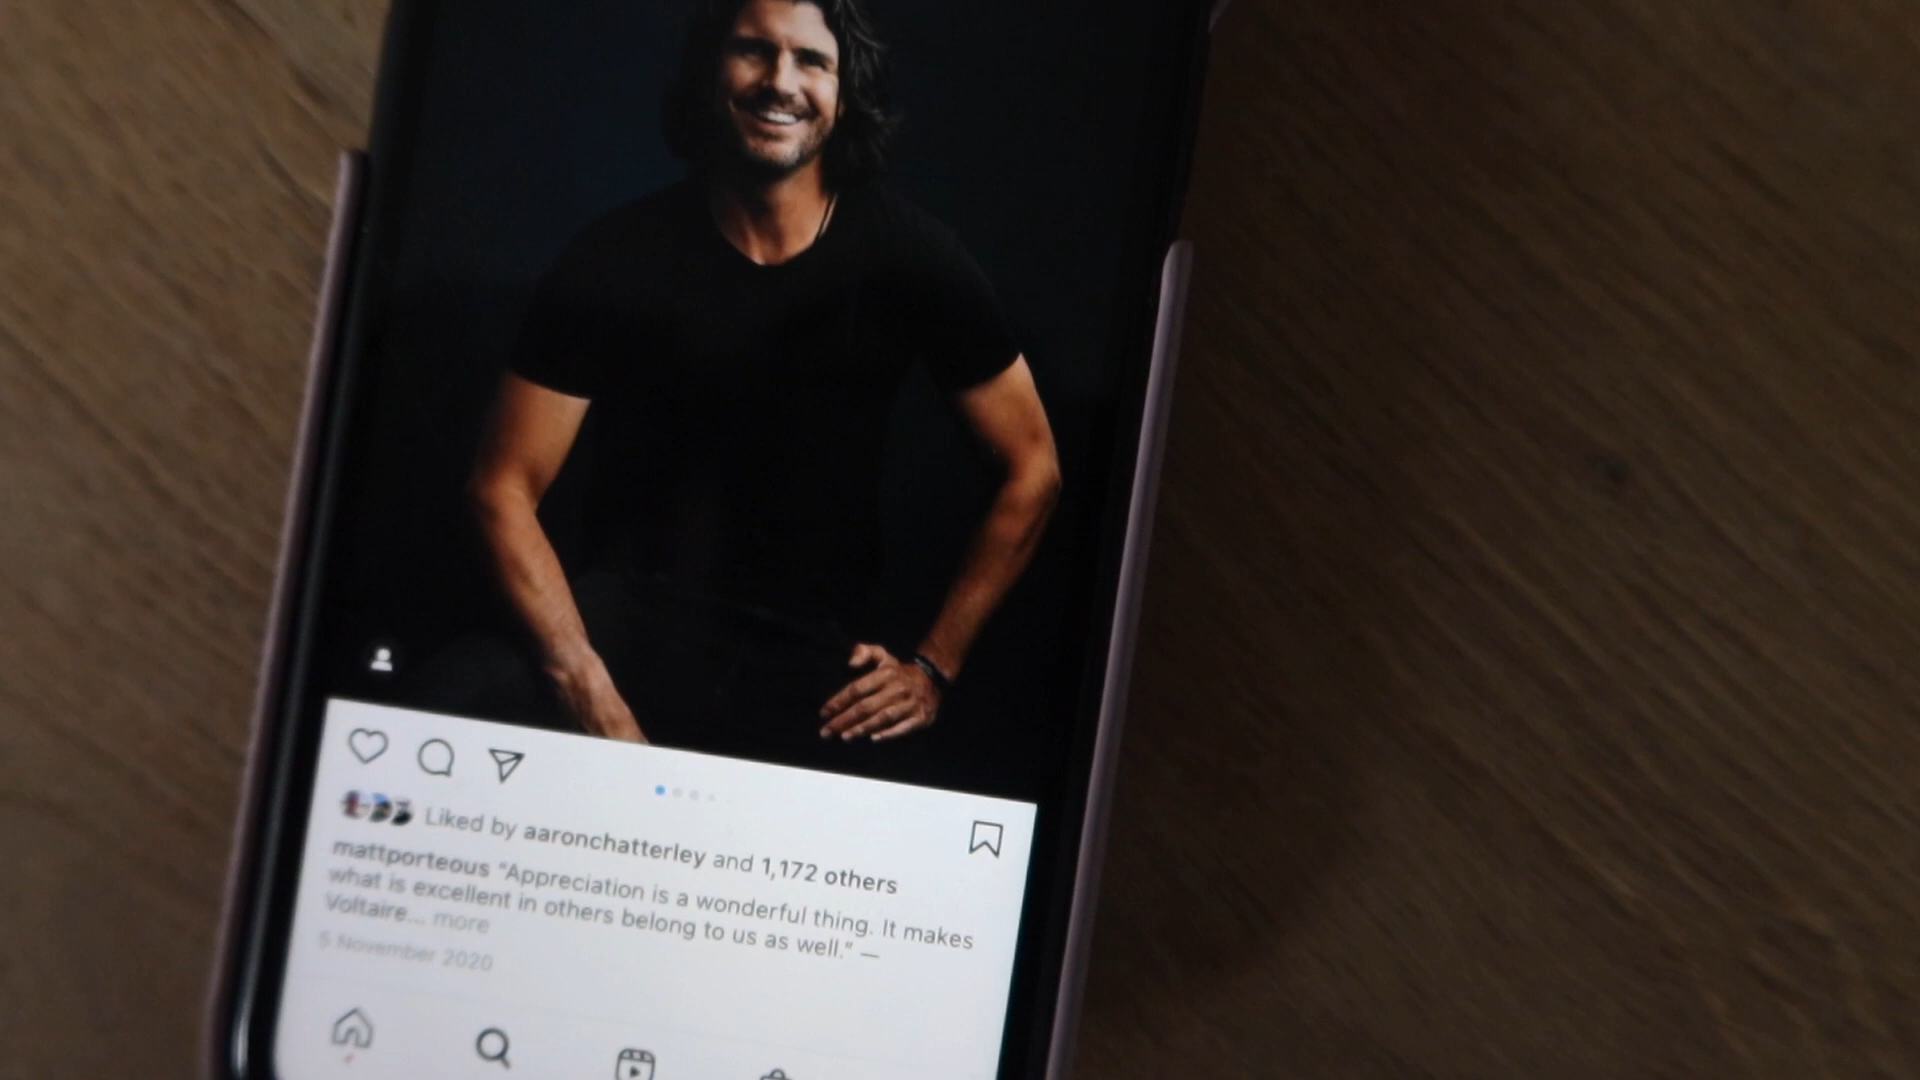 Liked by aaronchatterley and 1,172 others
mattporteous “Appreciation is a wonderful thing. It makes
what is excellent in others belong to us as well.” —
Voltaire... more
5 November 2020